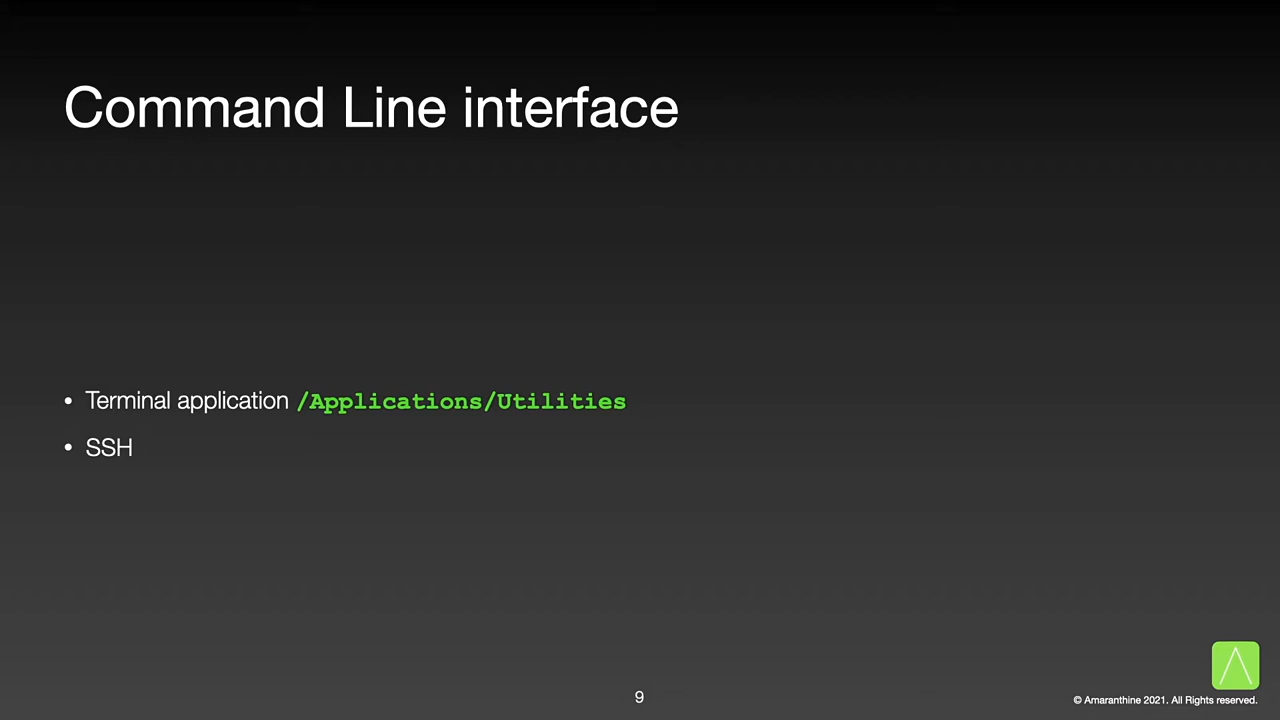 Command Line interface
• Terminal application /Applications/Utilities
• SSH
9
© Amaranthine 2021. All Rights reserved.